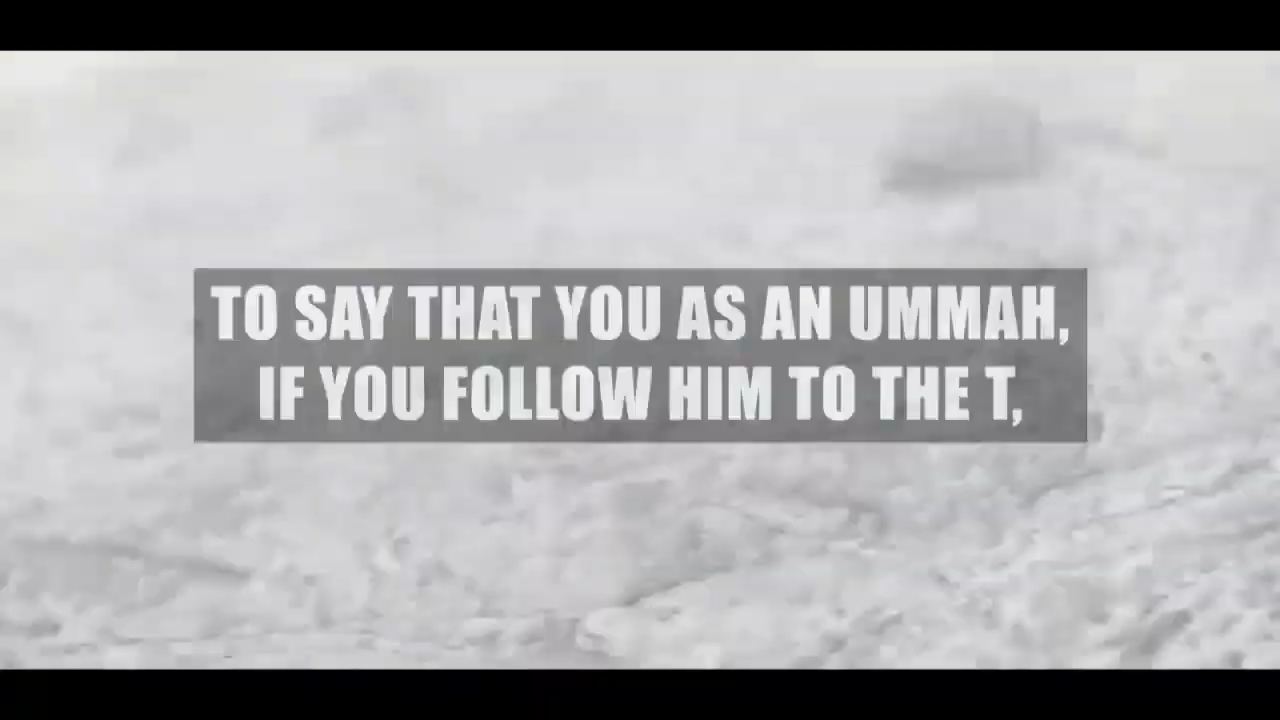 TO SAY THAT YOU AS AN UMMAH,
IF YOU FOLLOW HIM TO THE T,